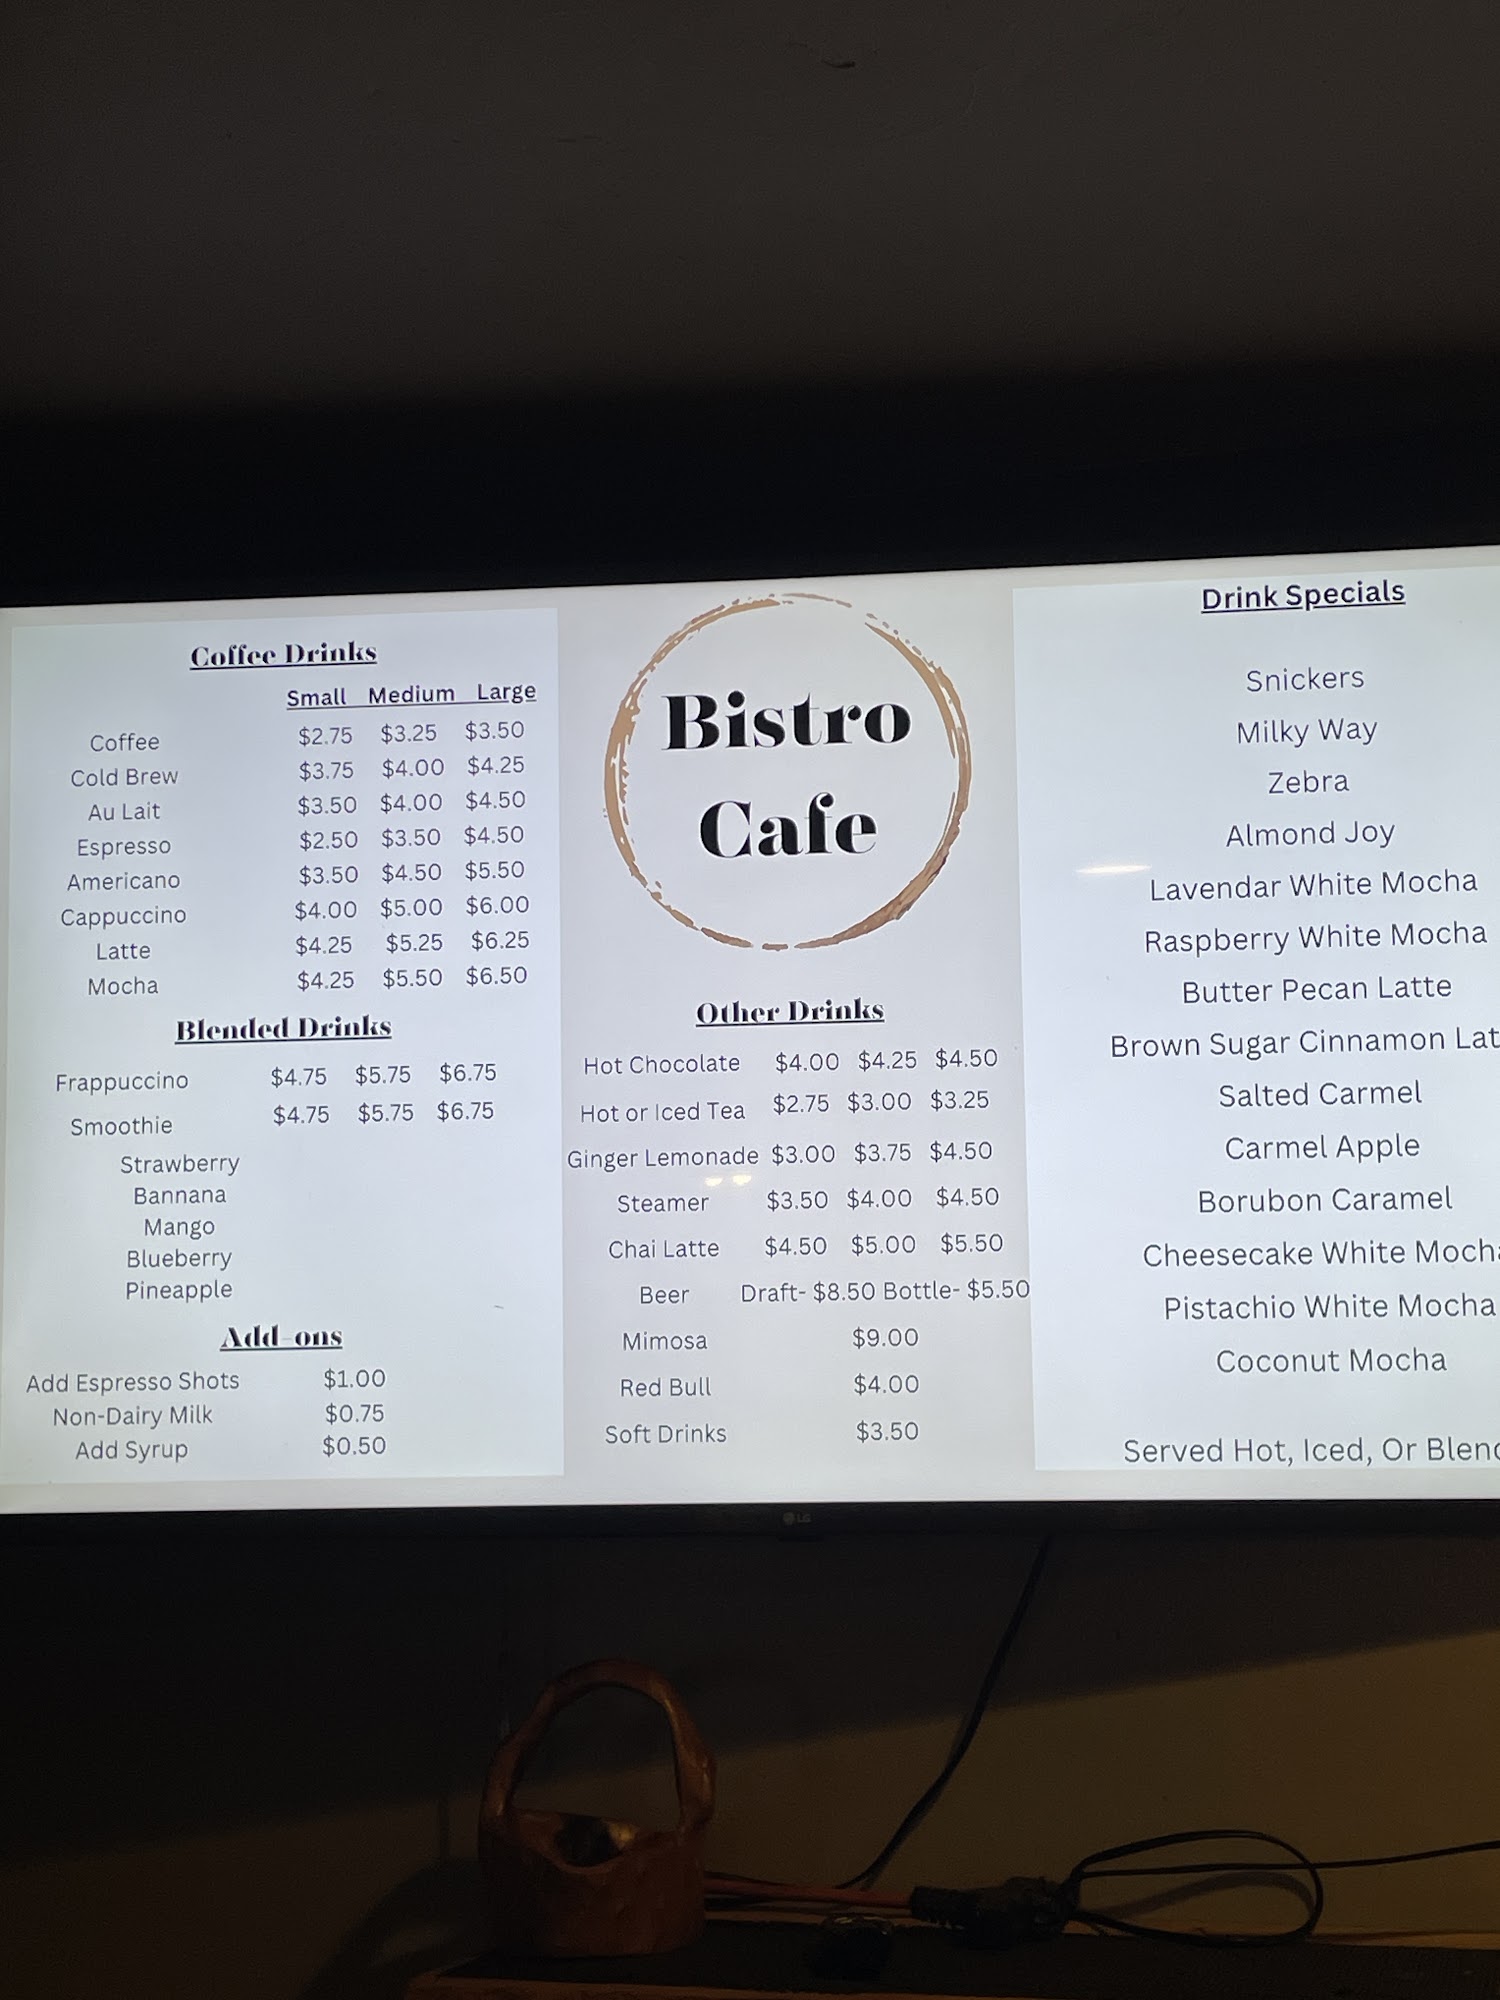 Coffee Drinks
Small Medium Large
Coffee $2.75 $3.25 $3.50
Cold Brew $3.75 $4.00 $4.25
Au Lait $3.50 $4.00 $4.50
Espresso $2.50 $3.50 $4.50
Americano $3.50 $4.50 $5.50
Cappuccino $4.00 $5.00 $6.00
Latte $4.25 $5.25 $6.25
Mocha $4.25 $5.50 $6.50
Blended Drinks
Frappuccino $4.75 $5.75 $6.75
Smoothie $4.75 $5.75 $6.75
Strawberry
Bannana
Mango
Blueberry
Pineapple
Add-ons
Add Espresso Shots $1.00
Non-Dairy Milk $0.75
Add Syrup $0.50
Bistro
Cafe
Other Drinks
Hot Chocolate $4.00 $4.25 $4.50
Hot or Iced Tea $2.75 $3.00 $3.25
Ginger Lemonade $3.00 $3.75 $4.50
Steamer $3.50 $4.00 $4.50
Chai Latte $4.50 $5.00 $5.50
Beer Draft- $8.50 Bottle- $5.50
Mimosa $9.00
Red Bull $4.00
Soft Drinks $3.50
Drink Specials
Snickers
Milky Way
Zebra
Almond Joy
Lavendar White Mocha
Raspberry White Mocha
Butter Pecan Latte
Brown Sugar Cinnamon Lat
Salted Carmel
Carmel Apple
Borubon Caramel
Cheesecake White Moch
Pistachio White Mocha
Coconut Mocha
Served Hot, Iced, Or Blen
LG